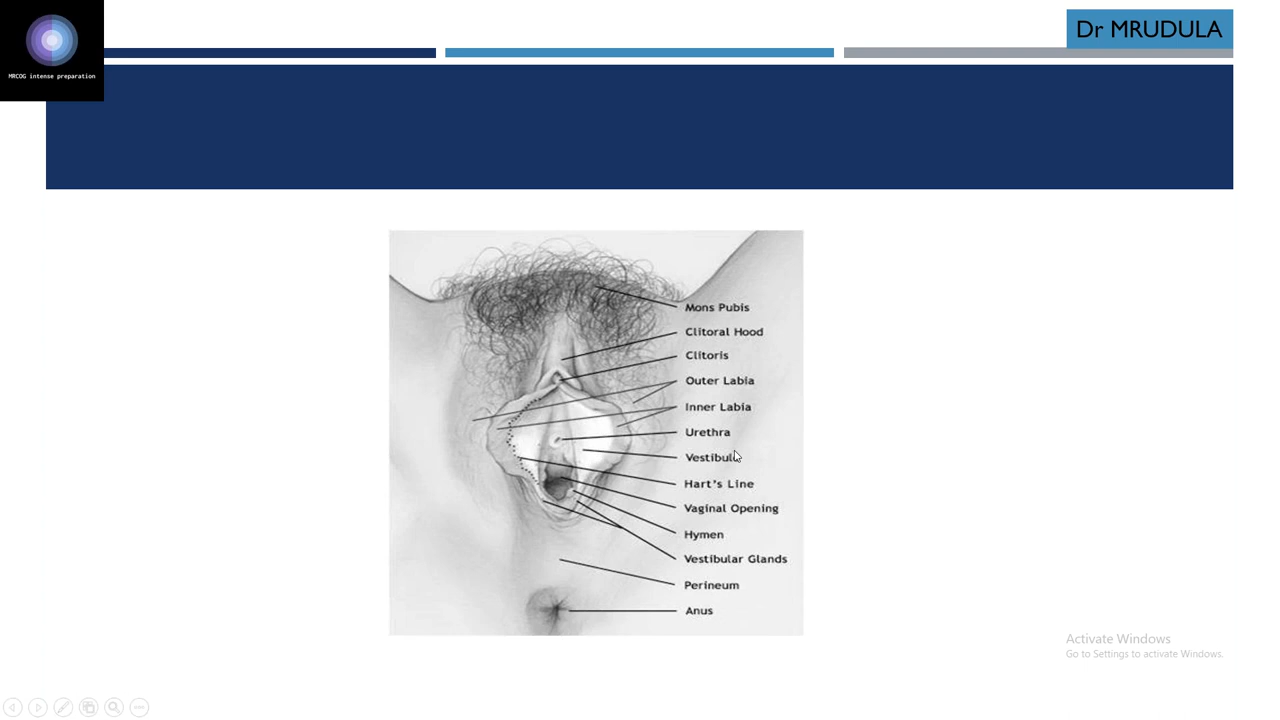 Dr MRUDULA
MRCOG intense preparation
Mons Pubis
Clitoral Hood
Clitoris
Outer Labia
Inner Labia
Urethra
Vestibule
Hart's Line
Vaginal Opening
Hymen
Vestibular Glands
Perineum
Anus
Activate Windows
Go to Settings to activate Windows.